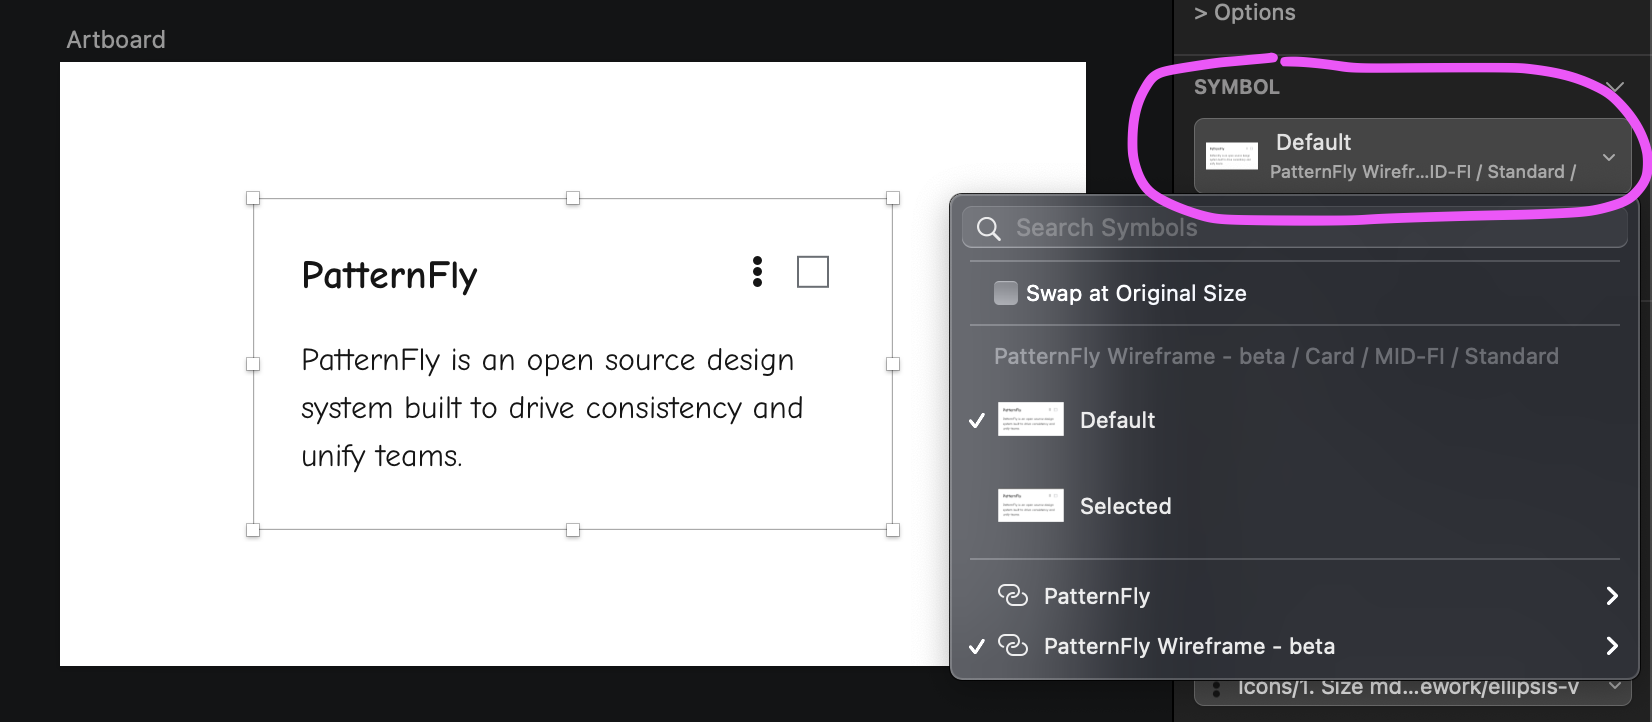 Artboard
PatternFly
PatternFly is an open source design
system built to drive consistency and
unify teams.
> Options
SYMBOL
Default
PatternFly Wirefr...ID-FI / Standard /
Search Symbols
Swap at Original Size
PatternFly Wireframe - beta / Card / MID-FI / Standard
Default
Selected
PatternFly
PatternFly Wireframe - beta
Icons/1. Size md...ework/ellipsis-v